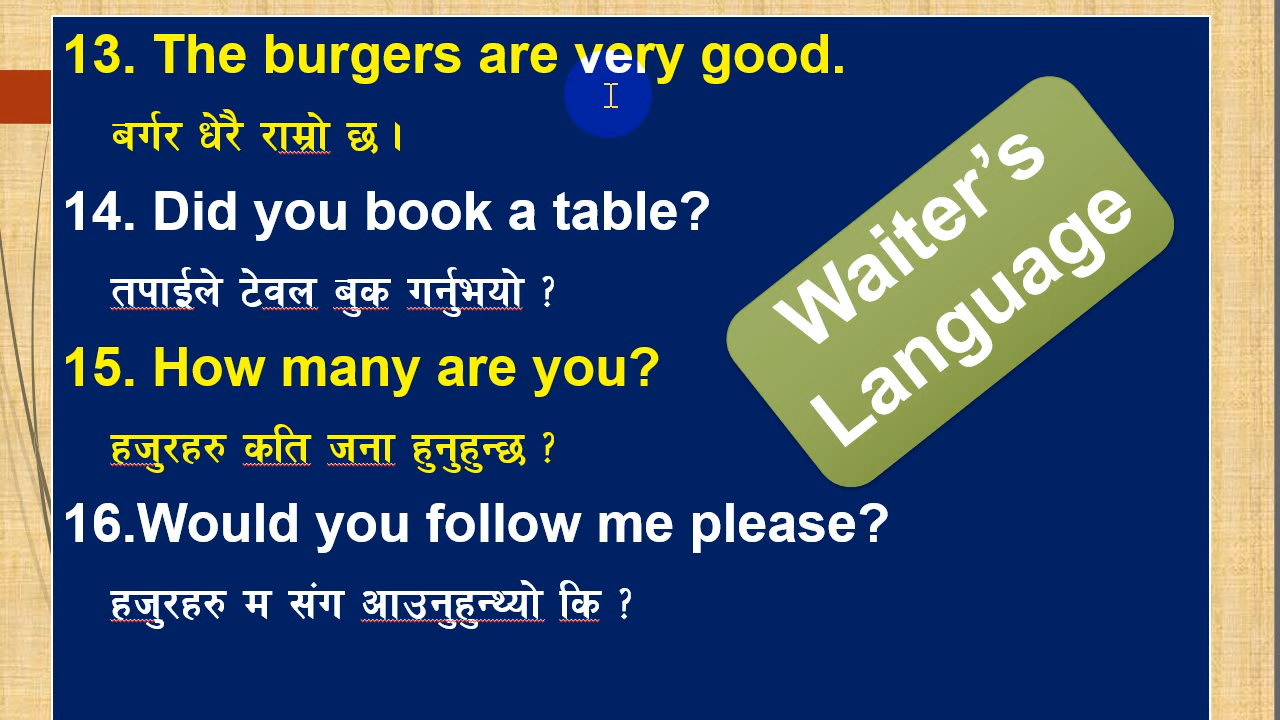 13. The burgers are very good.
बर्गर धेरै राम्रो छ ।
14. Did you book a table?
तपाईले टेवल बुक गर्नुभयो ?
15. How many are you?
हजुरहरु कति जना हुनुहुन्छ ?
16.Would you follow me please?
हजुरहरु म संग आउनुहुन्थ्यो कि ?
Waiter’s
Language